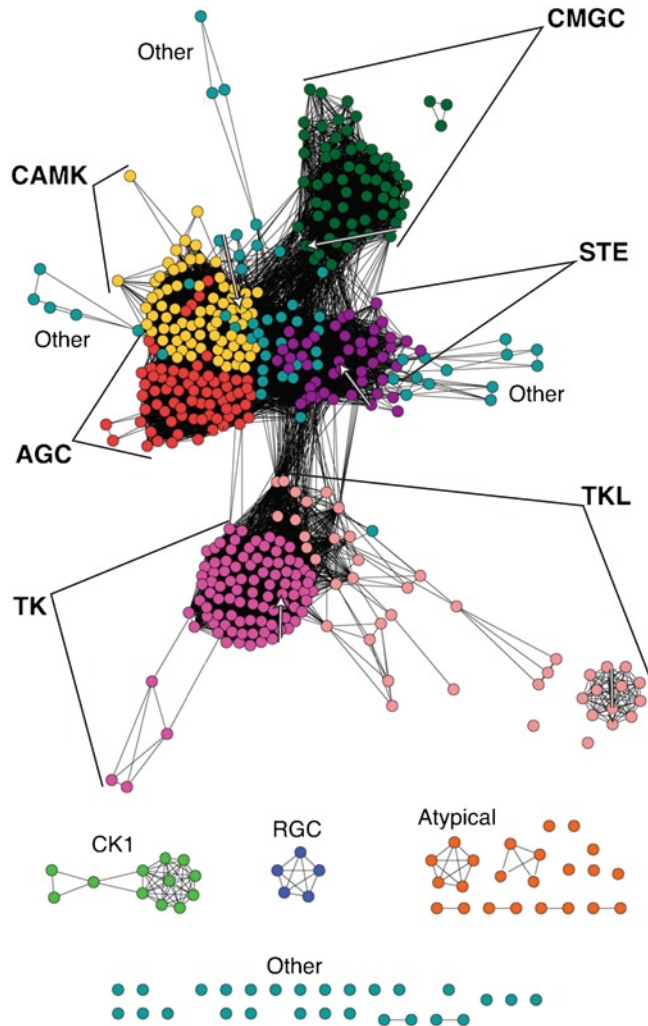 CMGC
Other
CAMK
STE
Other
Other
AGC
TKL
TK
Atypical
RGC
CK1
Other